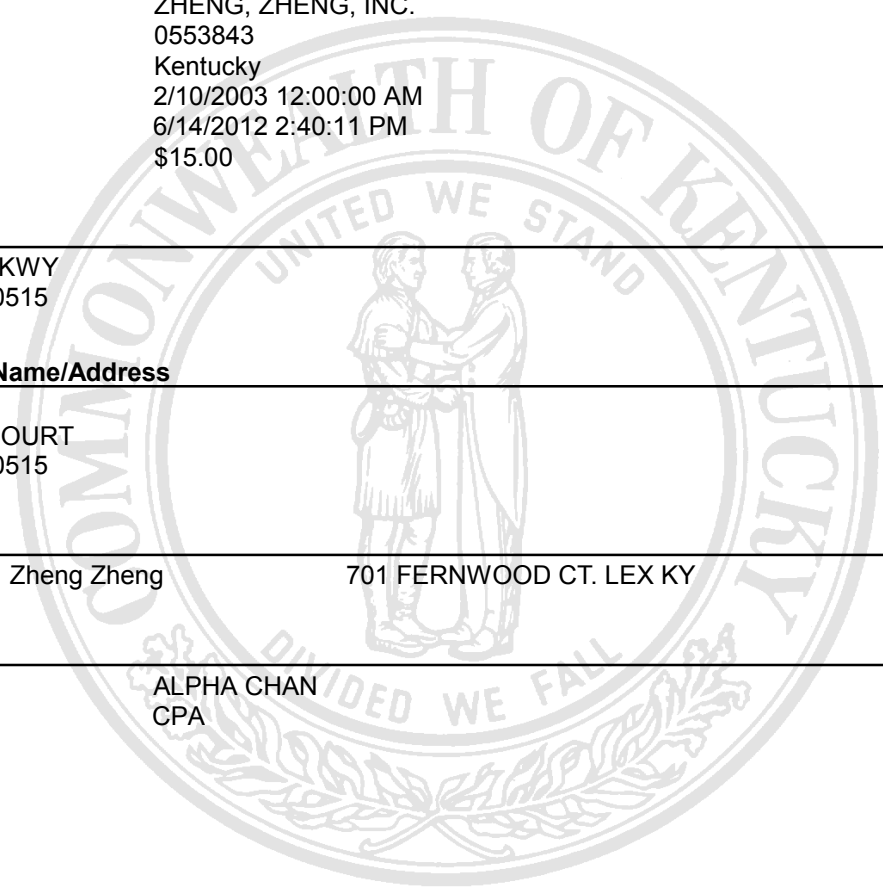 ZHENG, ZHENG, INC.
0553843
Kentucky
2/10/2003 12:00:00 AM
6/14/2012 2:40:11 PM
$15.00
KWY
0515
Name/Address
OURT
0515
Zheng Zheng 701 FERNWOOD CT. LEX KY
ALPHA CHAN
CPA
COMMONWEALTH OF KENTUCKY
UNITED WE STAND
DIVIDED WE FALL